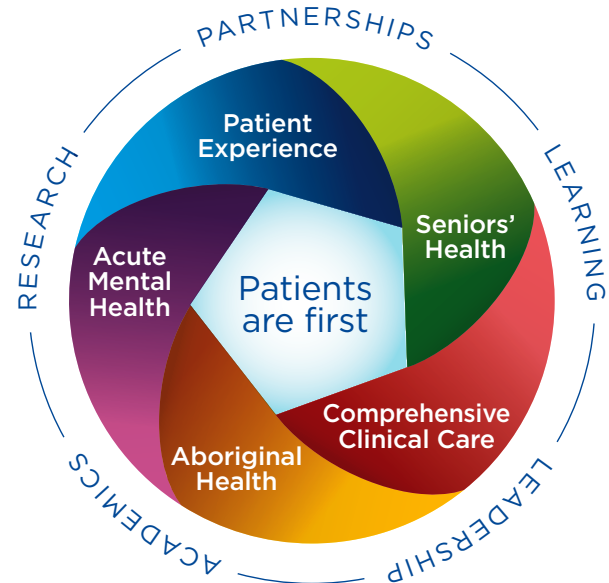 PARTNERSHIPS
LEARNING
LEADERSHIP
ACADEMICS
RESEARCH
Patient
Experience
Seniors’
Health
Comprehensive
Clinical Care
Aboriginal
Health
Acute
Mental
Health
Patients
are first